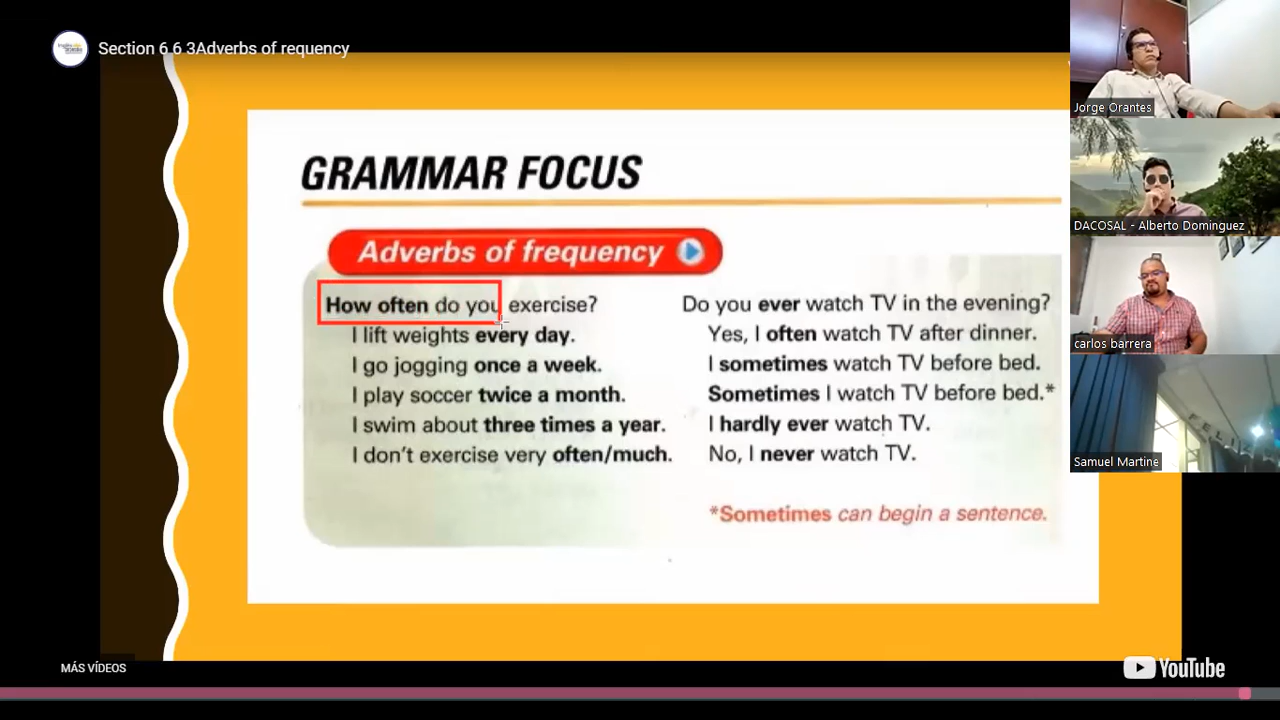 Section 6 6 3Adverbs of requency
GRAMMAR FOCUS
Adverbs of frequency
How often do you exercise?
I lift weights every day.
I go jogging once a week.
I play soccer twice a month.
I swim about three times a year.
I don't exercise very often/much.
Do you ever watch TV in the evening?
Yes, I often watch TV after dinner.
I sometimes watch TV before bed.
Sometimes I watch TV before bed.*
I hardly ever watch TV.
No, I never watch TV.
*Sometimes can begin a sentence.
Jorge Orantes
DACOSAL - Alberto Dominguez
carlos barrera
Samuel Martine
MÁS VÍDEOS
YouTube